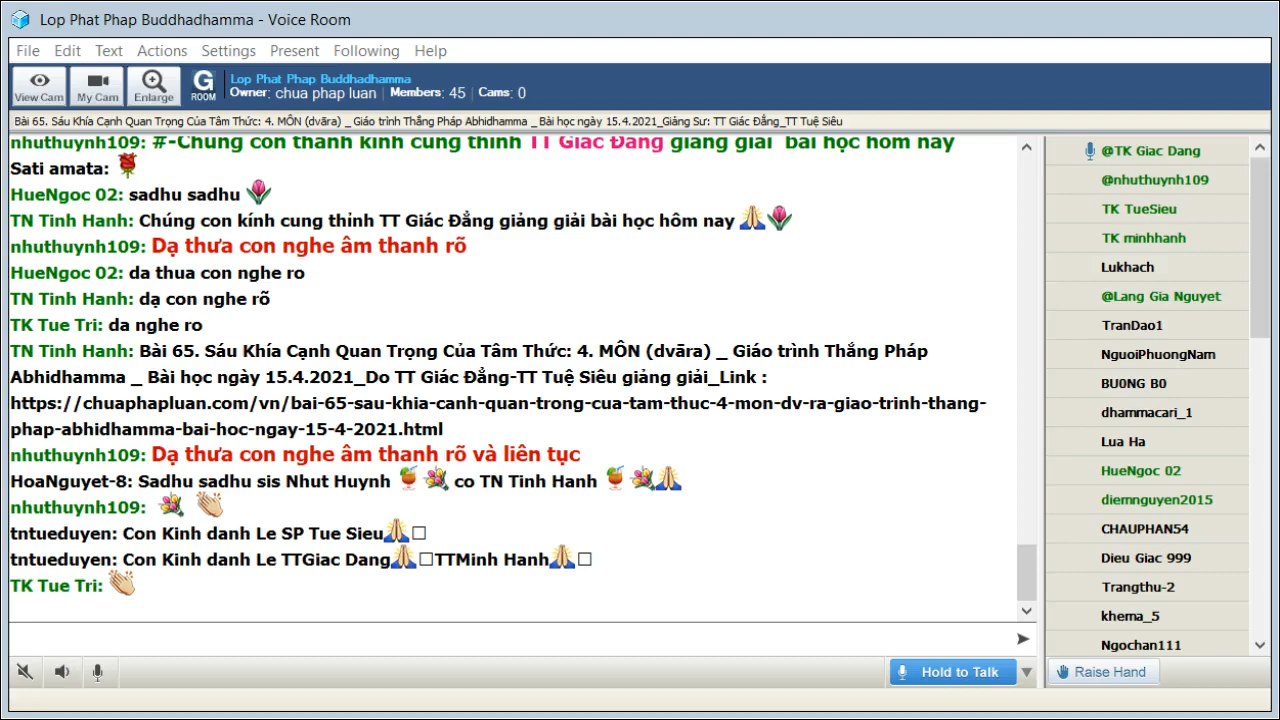 Lop Phat Phap Buddhadhamma - Voice Room
File Edit Text Actions Settings Present Following Help
View Cam My Cam Enlarge G ROOM
Lop Phat Phap Buddhadhamma
Owner: chua phap luan Members: 45 Cams: 0
Bài 65. Sáu Khía Cạnh Quan Trọng Của Tâm Thức: 4. MÔN (dvāra) _ Giáo trình Thắng Pháp Abhidhamma _ Bài học ngày 15.4.2021_Giảng Sư: TT Giác Đẳng_TT Tuệ Siêu
nhuthuynh109: #-Chúng con thành kính cung thỉnh TT Giác Đẳng giảng giải bài học hôm nay
Sati amata:
HueNgoc 02: sadhu sadhu
TN Tinh Hanh: Chúng con kính cung thỉnh TT Giác Đẳng giảng giải bài học hôm nay
nhuthuynh109: Dạ thưa con nghe âm thanh rõ
HueNgoc 02: da thua con nghe ro
TN Tinh Hanh: dạ con nghe rõ
TK Tue Tri: da nghe ro
TN Tinh Hanh: Bài 65. Sáu Khía Cạnh Quan Trọng Của Tâm Thức: 4. MÔN (dvāra) _ Giáo trình Thắng Pháp
Abhidhamma _ Bài học ngày 15.4.2021_Do TT Giác Đẳng-TT Tuệ Siêu giảng giải_Link :
https://chuaphapluan.com/vn/bai-65-sau-khia-canh-quan-trong-cua-tam-thuc-4-mon-dv-ra-giao-trinh-thang-
phap-abhidhamma-bai-hoc-ngay-15-4-2021.html
nhuthuynh109: Dạ thưa con nghe âm thanh rõ và liên tục
HoaNguyet-8: Sadhu sadhu sis Nhut Huynh co TN Tinh Hanh
nhuthuynh109:
tntueduyen: Con Kinh danh Le SP Tue Sieu
tntueduyen: Con Kinh danh Le TTGiac Dang TTMinh Hanh
TK Tue Tri:
@TK Giac Dang
@nhuthuynh109
TK TueSieu
TK minhhanh
Lukhach
@Lang Gia Nguyet
TranDao1
NguoiPhuongNam
BU0NG B0
dhammacari_1
Lua Ha
HueNgoc 02
diemnguyen2015
CHAUPHAN54
Dieu Giac 999
Trangthu-2
khema_5
Ngochan111
Hold to Talk
Raise Hand